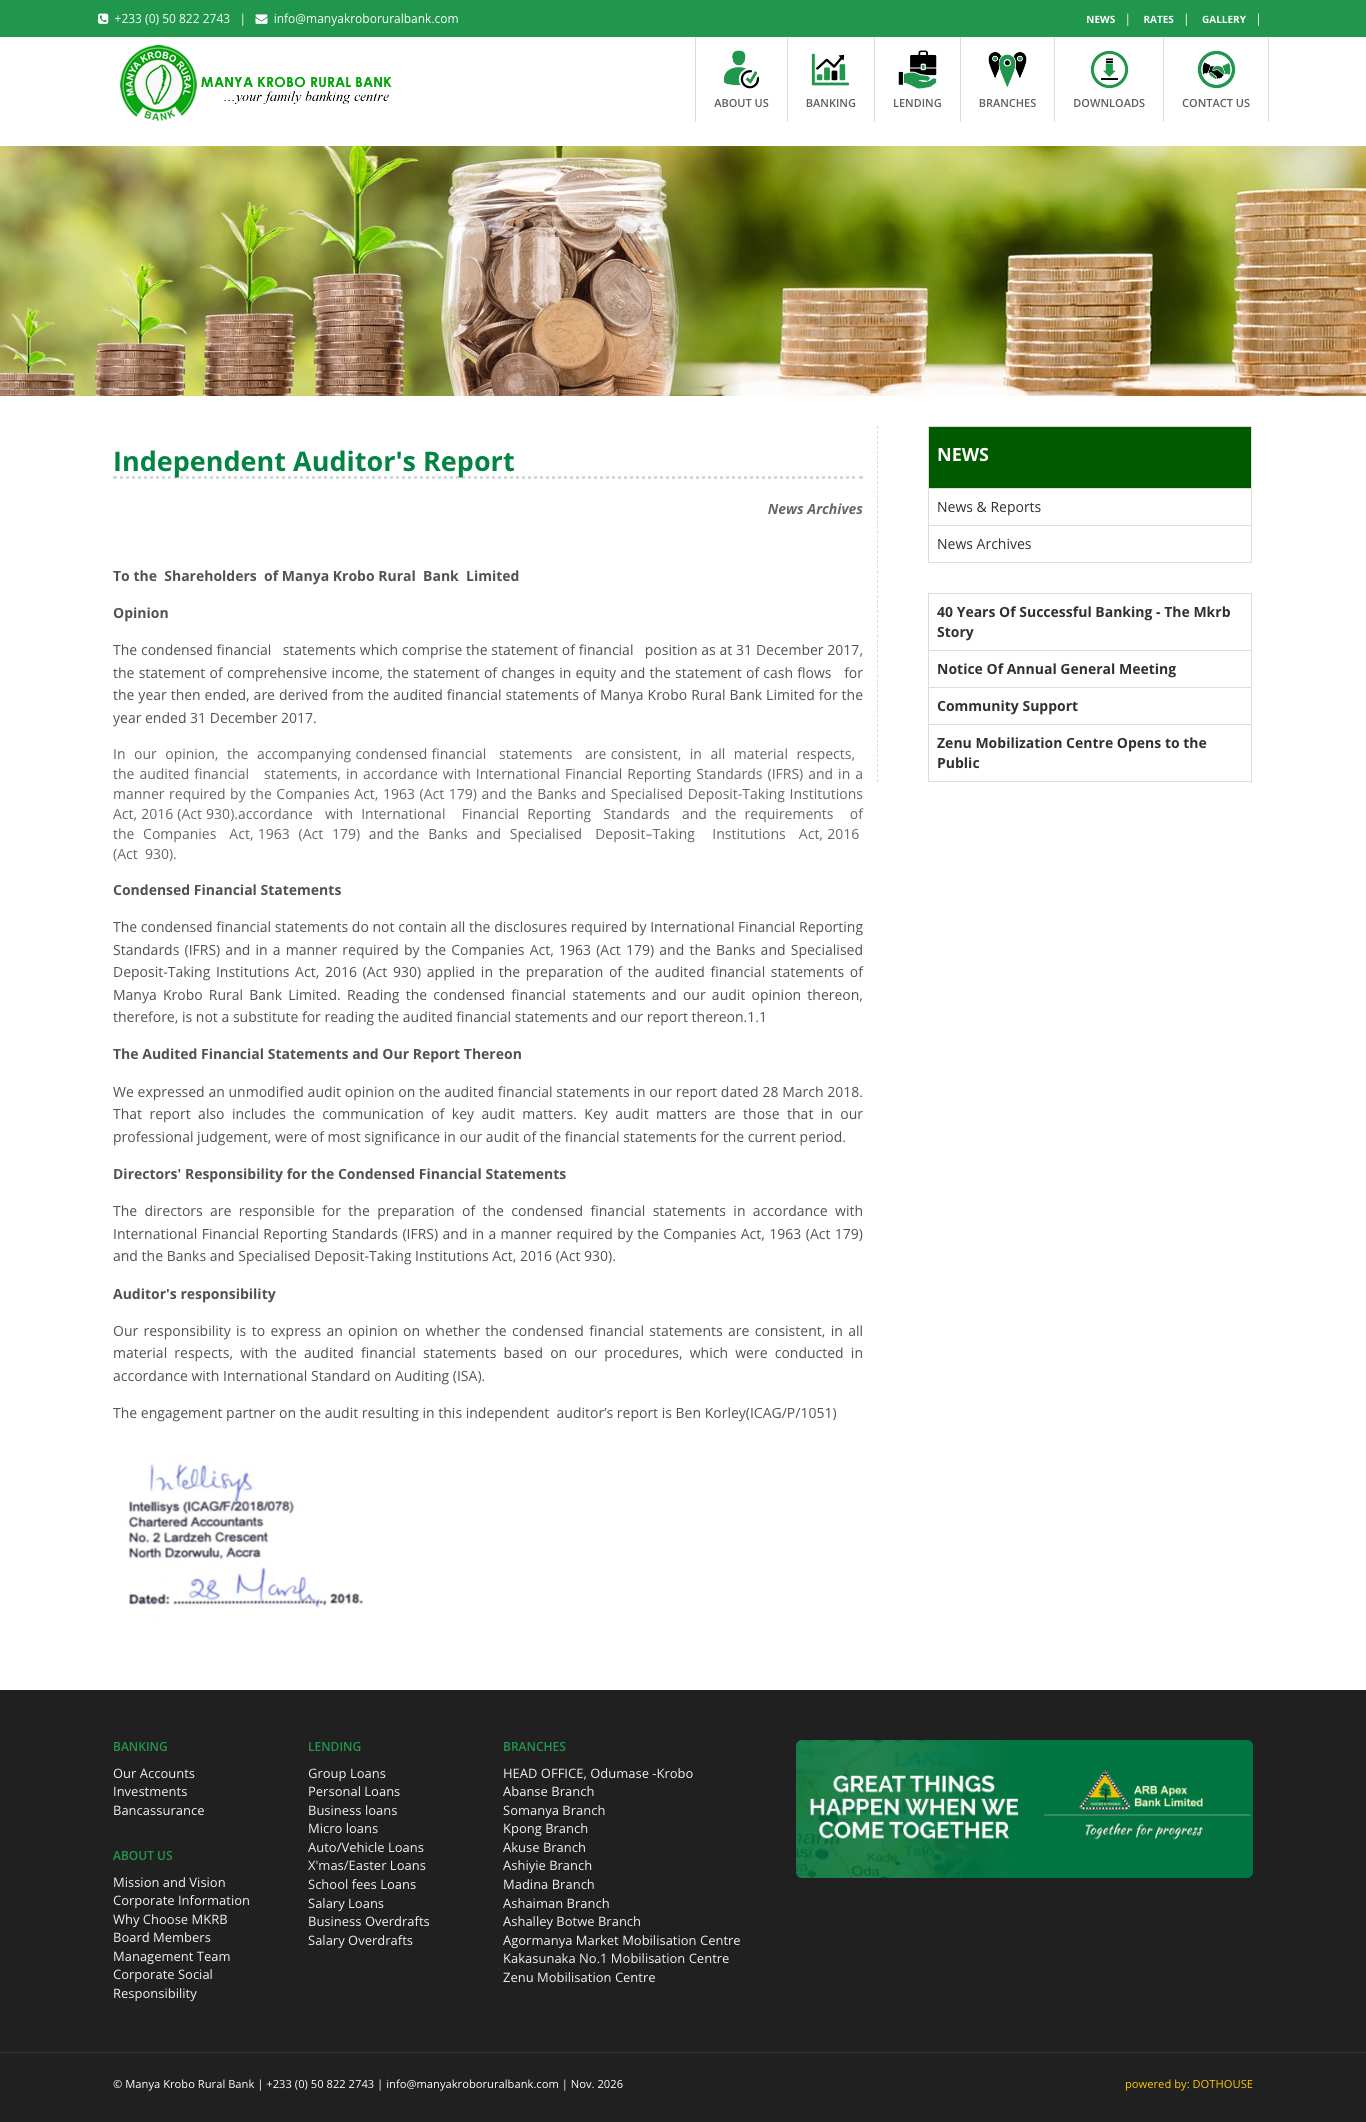 +233 (0) 50 822 2743 | info@manyakroboruralbank.com
NEWS | RATES | GALLERY |
MANYA KROBO RURAL BANK
MANYA KROBO RURAL BANK
...your family banking centre
ABOUT US
BANKING
LENDING
BRANCHES
DOWNLOADS
CONTACT US
Independent Auditor's Report
News Archives
To the Shareholders of Manya Krobo Rural Bank Limited
Opinion
The condensed financial statements which comprise the statement of financial position as at 31 December 2017,
the statement of comprehensive income, the statement of changes in equity and the statement of cash flows for
the year then ended, are derived from the audited financial statements of Manya Krobo Rural Bank Limited for the
year ended 31 December 2017.
In our opinion, the accompanying condensed financial statements are consistent, in all material respects,
the audited financial statements, in accordance with International Financial Reporting Standards (IFRS) and in a
manner required by the Companies Act, 1963 (Act 179) and the Banks and Specialised Deposit-Taking Institutions
Act, 2016 (Act 930).accordance with International Financial Reporting Standards and the requirements of
the Companies Act, 1963 (Act 179) and the Banks and Specialised Deposit–Taking Institutions Act, 2016
(Act 930).
Condensed Financial Statements
The condensed financial statements do not contain all the disclosures required by International Financial Reporting
Standards (IFRS) and in a manner required by the Companies Act, 1963 (Act 179) and the Banks and Specialised
Deposit-Taking Institutions Act, 2016 (Act 930) applied in the preparation of the audited financial statements of
Manya Krobo Rural Bank Limited. Reading the condensed financial statements and our audit opinion thereon,
therefore, is not a substitute for reading the audited financial statements and our report thereon.1.1
The Audited Financial Statements and Our Report Thereon
We expressed an unmodified audit opinion on the audited financial statements in our report dated 28 March 2018.
That report also includes the communication of key audit matters. Key audit matters are those that in our
professional judgement, were of most significance in our audit of the financial statements for the current period.
Directors' Responsibility for the Condensed Financial Statements
The directors are responsible for the preparation of the condensed financial statements in accordance with
International Financial Reporting Standards (IFRS) and in a manner required by the Companies Act, 1963 (Act 179)
and the Banks and Specialised Deposit-Taking Institutions Act, 2016 (Act 930).
Auditor's responsibility
Our responsibility is to express an opinion on whether the condensed financial statements are consistent, in all
material respects, with the audited financial statements based on our procedures, which were conducted in
accordance with International Standard on Auditing (ISA).
The engagement partner on the audit resulting in this independent auditor’s report is Ben Korley(ICAG/P/1051)
Intellisys
Intellisys (ICAG/F/2018/078)
Chartered Accountants
No. 2 Lardzeh Crescent
North Dzorwulu, Accra
Dated: 28 March, 2018.
NEWS
News & Reports
News Archives
40 Years Of Successful Banking - The Mkrb
Story
Notice Of Annual General Meeting
Community Support
Zenu Mobilization Centre Opens to the
Public
BANKING
Our Accounts
Investments
Bancassurance
ABOUT US
Mission and Vision
Corporate Information
Why Choose MKRB
Board Members
Management Team
Corporate Social
Responsibility
LENDING
Group Loans
Personal Loans
Business loans
Micro loans
Auto/Vehicle Loans
X'mas/Easter Loans
School fees Loans
Salary Loans
Business Overdrafts
Salary Overdrafts
BRANCHES
HEAD OFFICE, Odumase -Krobo
Abanse Branch
Somanya Branch
Kpong Branch
Akuse Branch
Ashiyie Branch
Madina Branch
Ashaiman Branch
Ashalley Botwe Branch
Agormanya Market Mobilisation Centre
Kakasunaka No.1 Mobilisation Centre
Zenu Mobilisation Centre
GREAT THINGS
HAPPEN WHEN WE
COME TOGETHER
ARB Apex
Bank Limited
Together for progress
© Manya Krobo Rural Bank | +233 (0) 50 822 2743 | info@manyakroboruralbank.com | Nov. 2026
powered by: DOTHOUSE